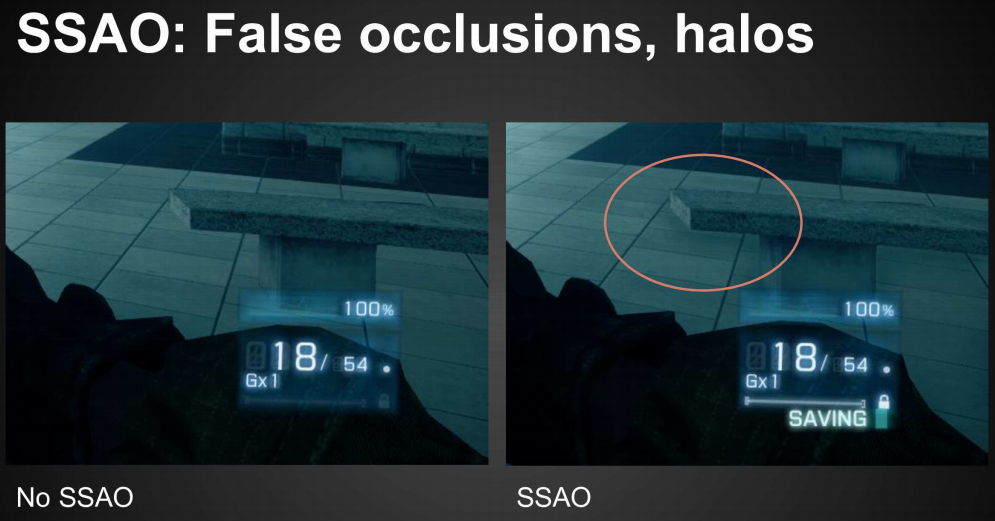 SSAO: False occlusions, halos
100%
18/ 54
Gx1
100%
18/ 54
Gx1
SAVING
No SSAO
SSAO